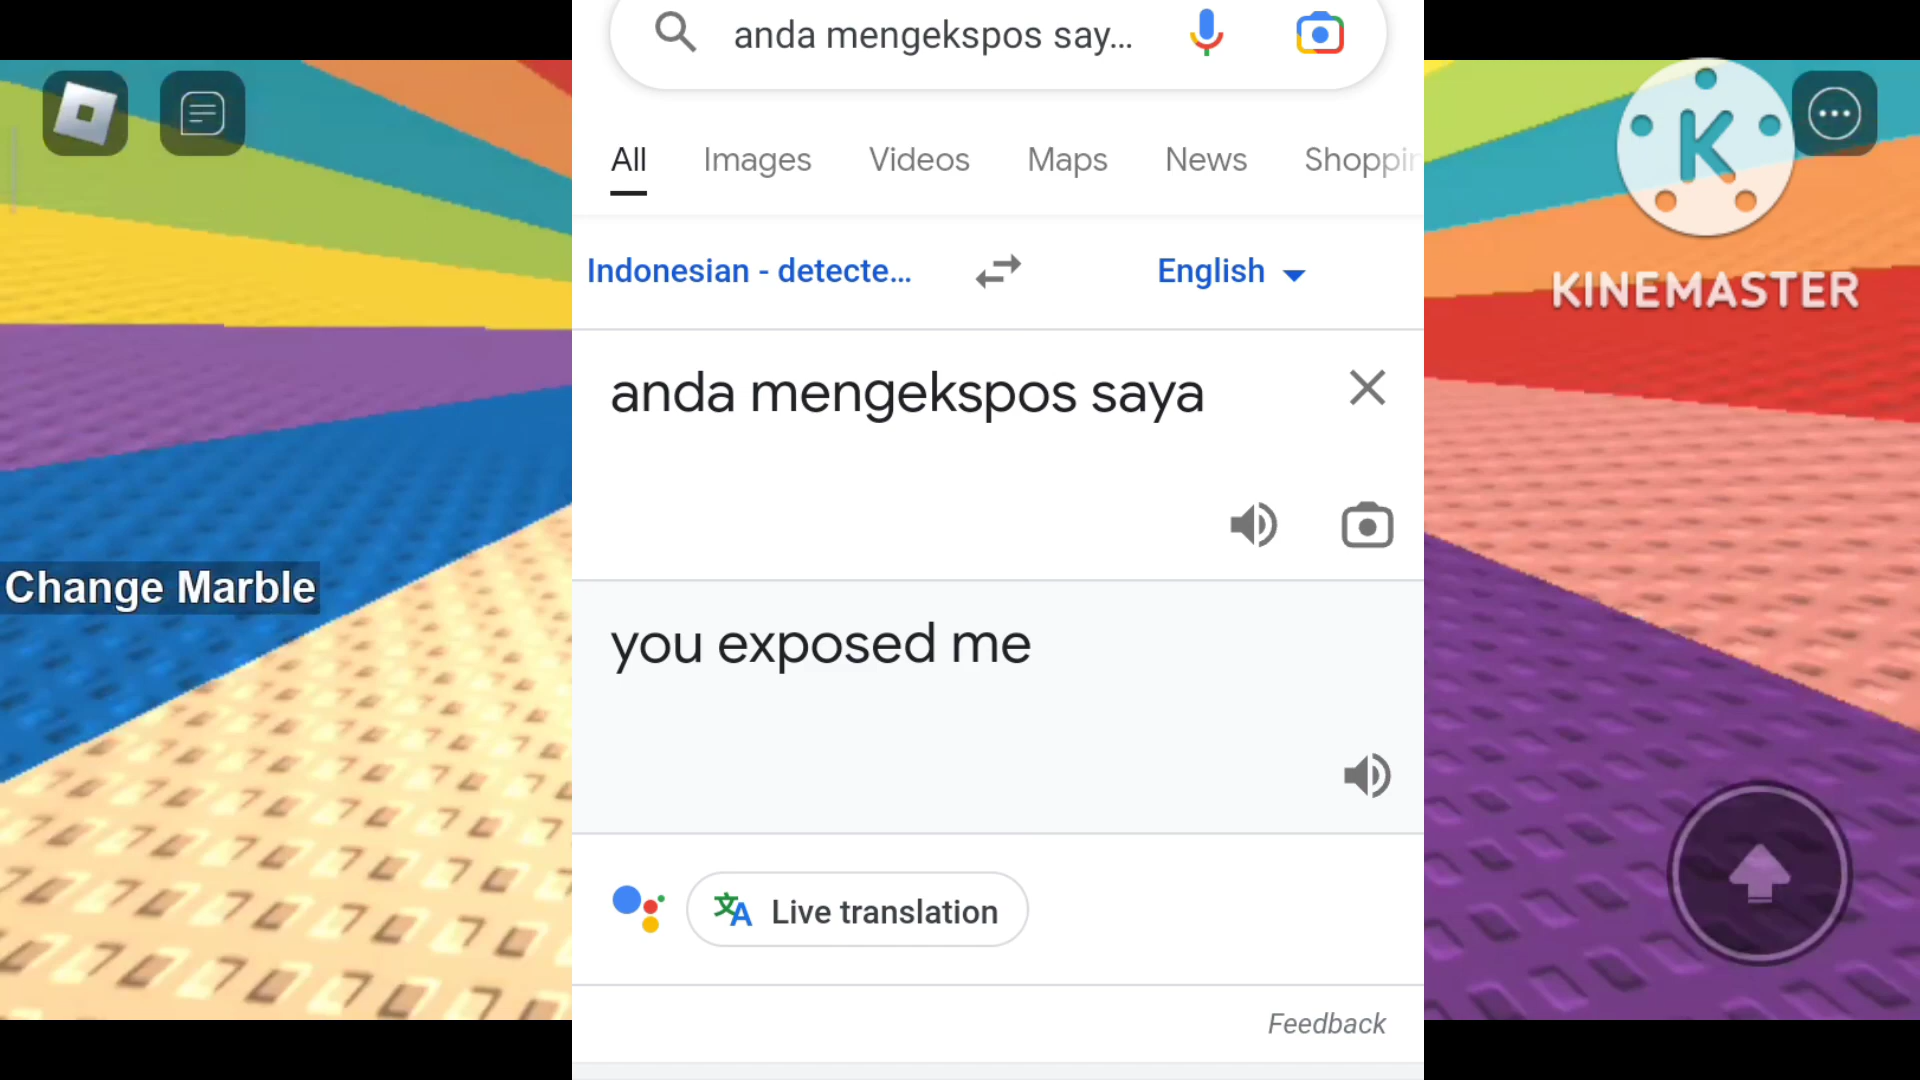 anda mengekspos say...
All Images Videos Maps News Shoppin
Indonesian - detecte... English
KINEMASTER
anda mengekspos saya
Change Marble
you exposed me
Live translation
Feedback